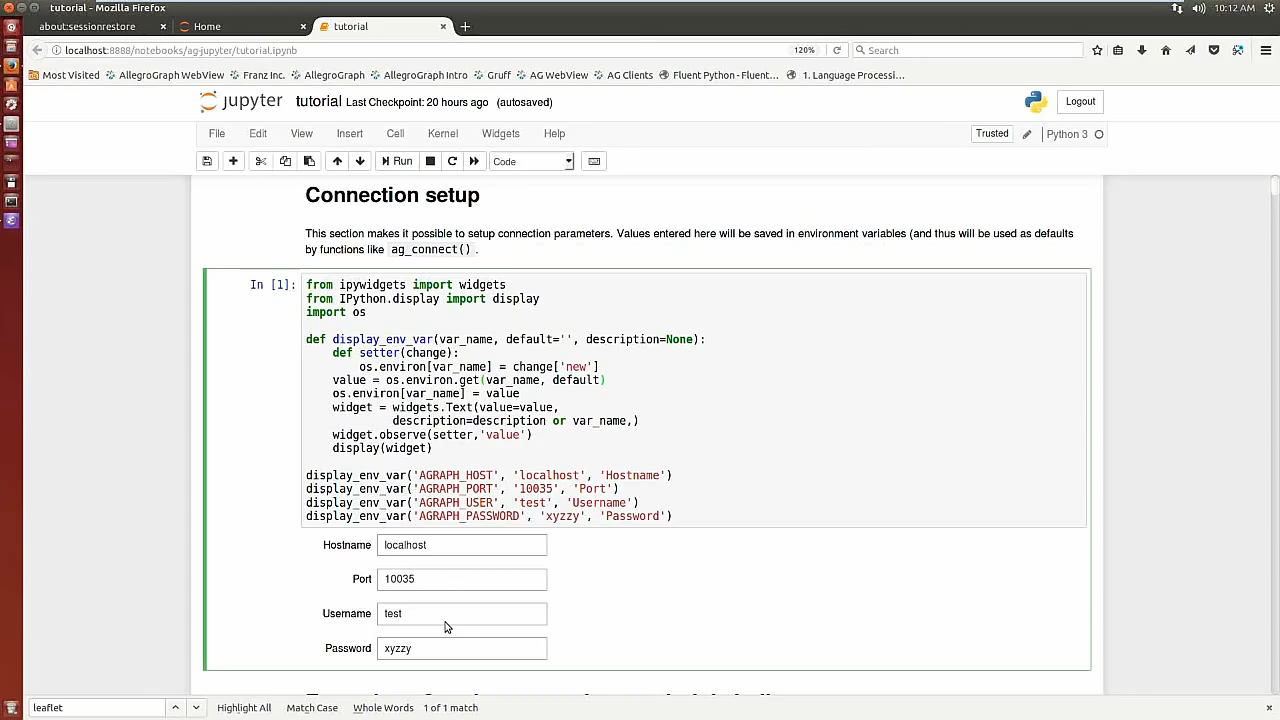 tutorial - Mozilla Firefox
10:12 AM
about:sessionrestore
Home
tutorial
localhost:8888/notebooks/ag-jupyter/tutorial.ipynb
120%
Search
Most Visited
AllegroGraph WebView
Franz Inc.
AllegroGraph
AllegroGraph Intro
Gruff
AG WebView
AG Clients
Fluent Python - Fluent...
1. Language Processi...
jupyter
tutorial Last Checkpoint: 20 hours ago (autosaved)
Logout
File Edit View Insert Cell Kernel Widgets Help
Trusted
Python 3
Run
Code
Connection setup
This section makes it possible to setup connection parameters. Values entered here will be saved in environment variables (and thus will be used as defaults
by functions like ag_connect() .
In [1]:
from ipywidgets import widgets
from IPython.display import display
import os
def display_env_var(var_name, default='', description=None):
def setter(change):
os.environ[var_name] = change['new']
value = os.environ.get(var_name, default)
os.environ[var_name] = value
widget = widgets.Text(value=value,
description=description or var_name,)
widget.observe(setter,'value')
display(widget)
display_env_var('AGRAPH_HOST', 'localhost', 'Hostname')
display_env_var('AGRAPH_PORT', '10035', 'Port')
display_env_var('AGRAPH_USER', 'test', 'Username')
display_env_var('AGRAPH_PASSWORD', 'xyzzy', 'Password')
Hostname localhost
Port 10035
Username test
Password xyzzy
leaflet
Highlight All
Match Case
Whole Words
1 of 1 match